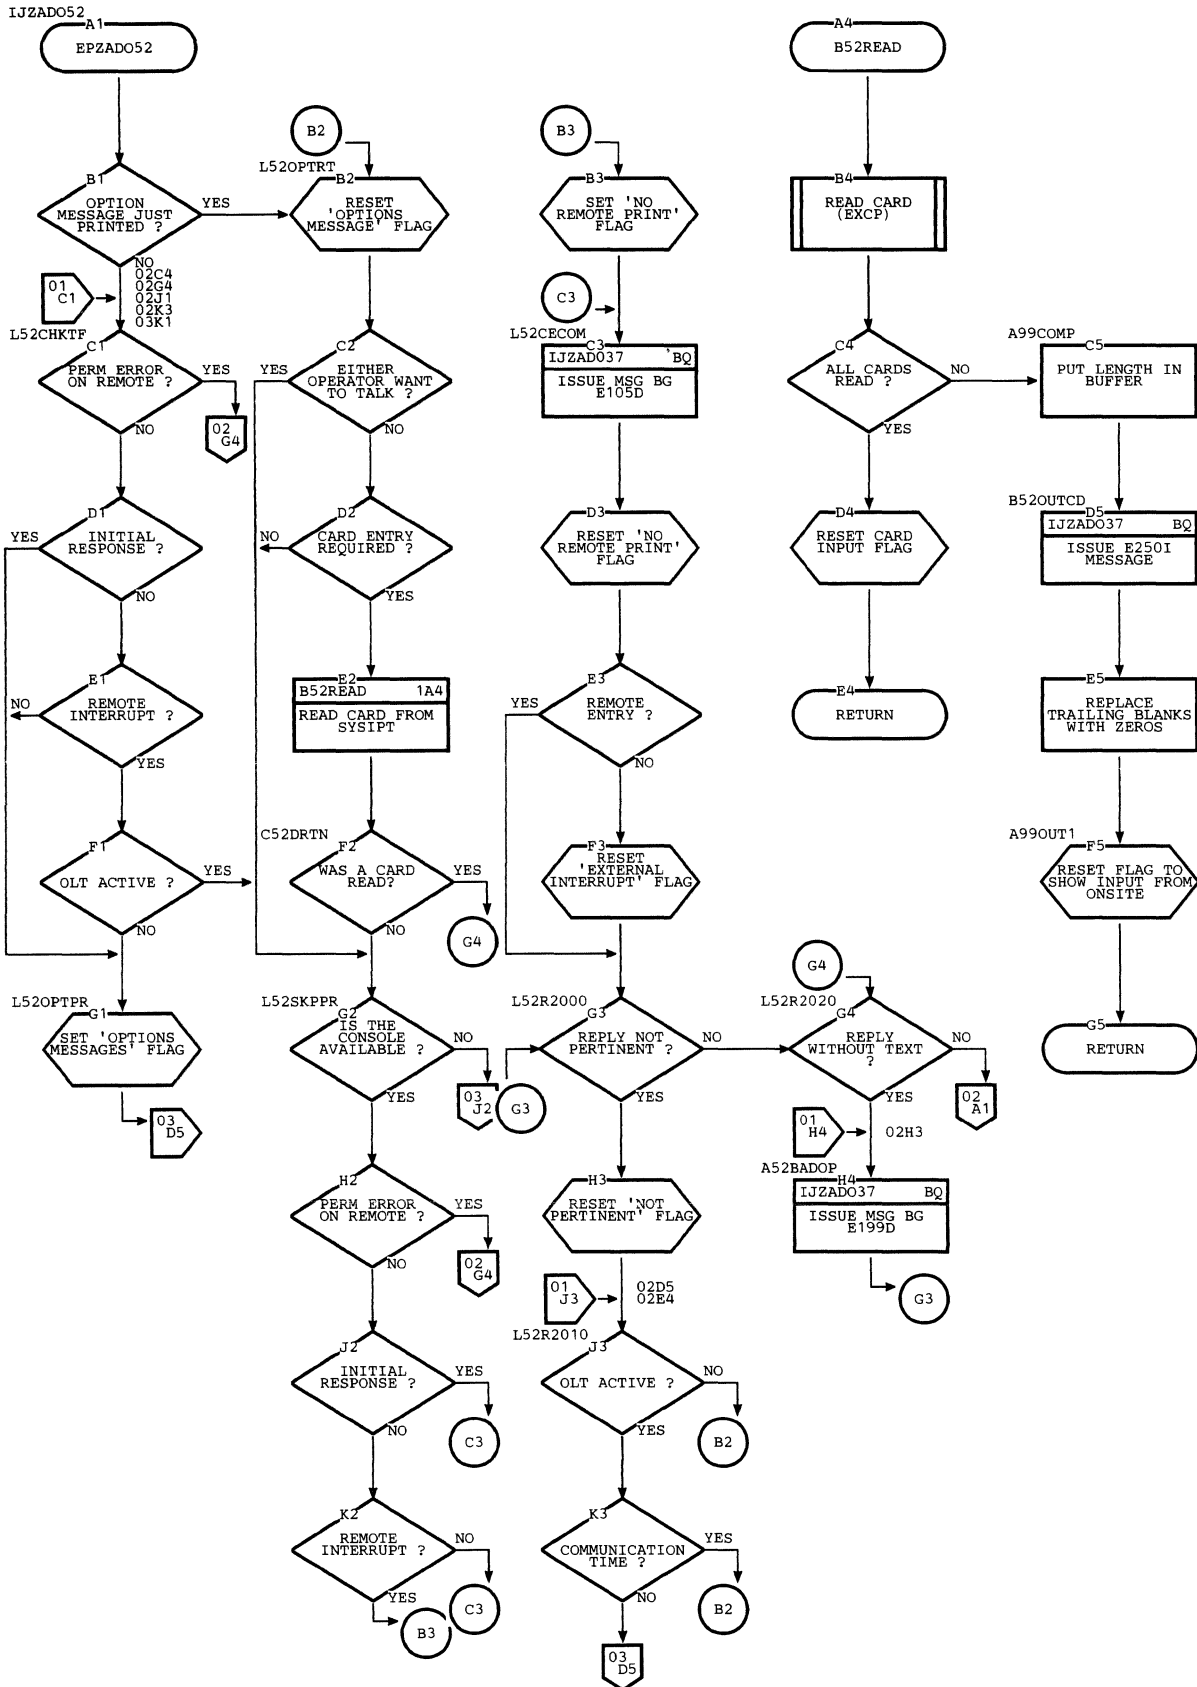 IJZADO52
A1
EPZADO52
B1
OPTION
MESSAGE JUST
PRINTED ?
YES
NO
02C4
02G4
02J1
02K3
03K1
01
C1
L52CHKTF
C1
PERM ERROR
ON REMOTE ?
YES
02
G4
NO
D1
INITIAL
RESPONSE ?
YES
NO
E1
REMOTE
INTERRUPT ?
NO
YES
F1
OLT ACTIVE ?
YES
NO
L52OPTPR
G1
SET 'OPTIONS
MESSAGES' FLAG
03
D5
B2
L52OPTRT
B2
RESET
'OPTIONS
MESSAGE' FLAG
C2
EITHER
OPERATOR WANT
TO TALK ?
YES
NO
D2
CARD ENTRY
REQUIRED ?
NO
YES
E2
B52READ 1A4
READ CARD FROM
SYSIPT
C52DRTN
F2
WAS A CARD
READ?
YES
G4
NO
L52SKPPR
G2
IS THE
CONSOLE
AVAILABLE ?
NO
03
J2
YES
H2
PERM ERROR
ON REMOTE ?
YES
02
G4
NO
J2
INITIAL
RESPONSE ?
YES
C3
NO
K2
REMOTE
INTERRUPT ?
NO
C3
YES
B3
B3
B3
SET 'NO
REMOTE PRINT'
FLAG
C3
L52CECOM
C3
IJZADO37 'BQ
ISSUE MSG BG
E105D
D3
RESET 'NO
REMOTE PRINT'
FLAG
E3
REMOTE
ENTRY ?
YES
NO
F3
RESET
'EXTERNAL
INTERRUPT' FLAG
L52R2000
G3
REPLY NOT
PERTINENT ?
G3
NO
YES
H3
RESET 'NOT
PERTINENT' FLAG
01
J3
02D5
02E4
L52R2010
J3
OLT ACTIVE ?
NO
B2
YES
K3
COMMUNICATION
TIME ?
YES
B2
NO
03
D5
A4
B52READ
B4
READ CARD
(EXCP)
C4
ALL CARDS
READ ?
NO
YES
D4
RESET CARD
INPUT FLAG
E4
RETURN
G4
L52R2020
G4
REPLY
WITHOUT TEXT
?
NO
02
A1
YES
01
H4
02H3
A52BADOP
H4
IJZADO37 BQ
ISSUE MSG BG
E199D
G3
A99COMP
C5
PUT LENGTH IN
BUFFER
B52OUTCD
D5
IJZADO37 BQ
ISSUE E250I
MESSAGE
E5
REPLACE
TRAILING BLANKS
WITH ZEROS
A99OUT1
F5
RESET FLAG TO
SHOW INPUT FROM
ONSITE
G5
RETURN